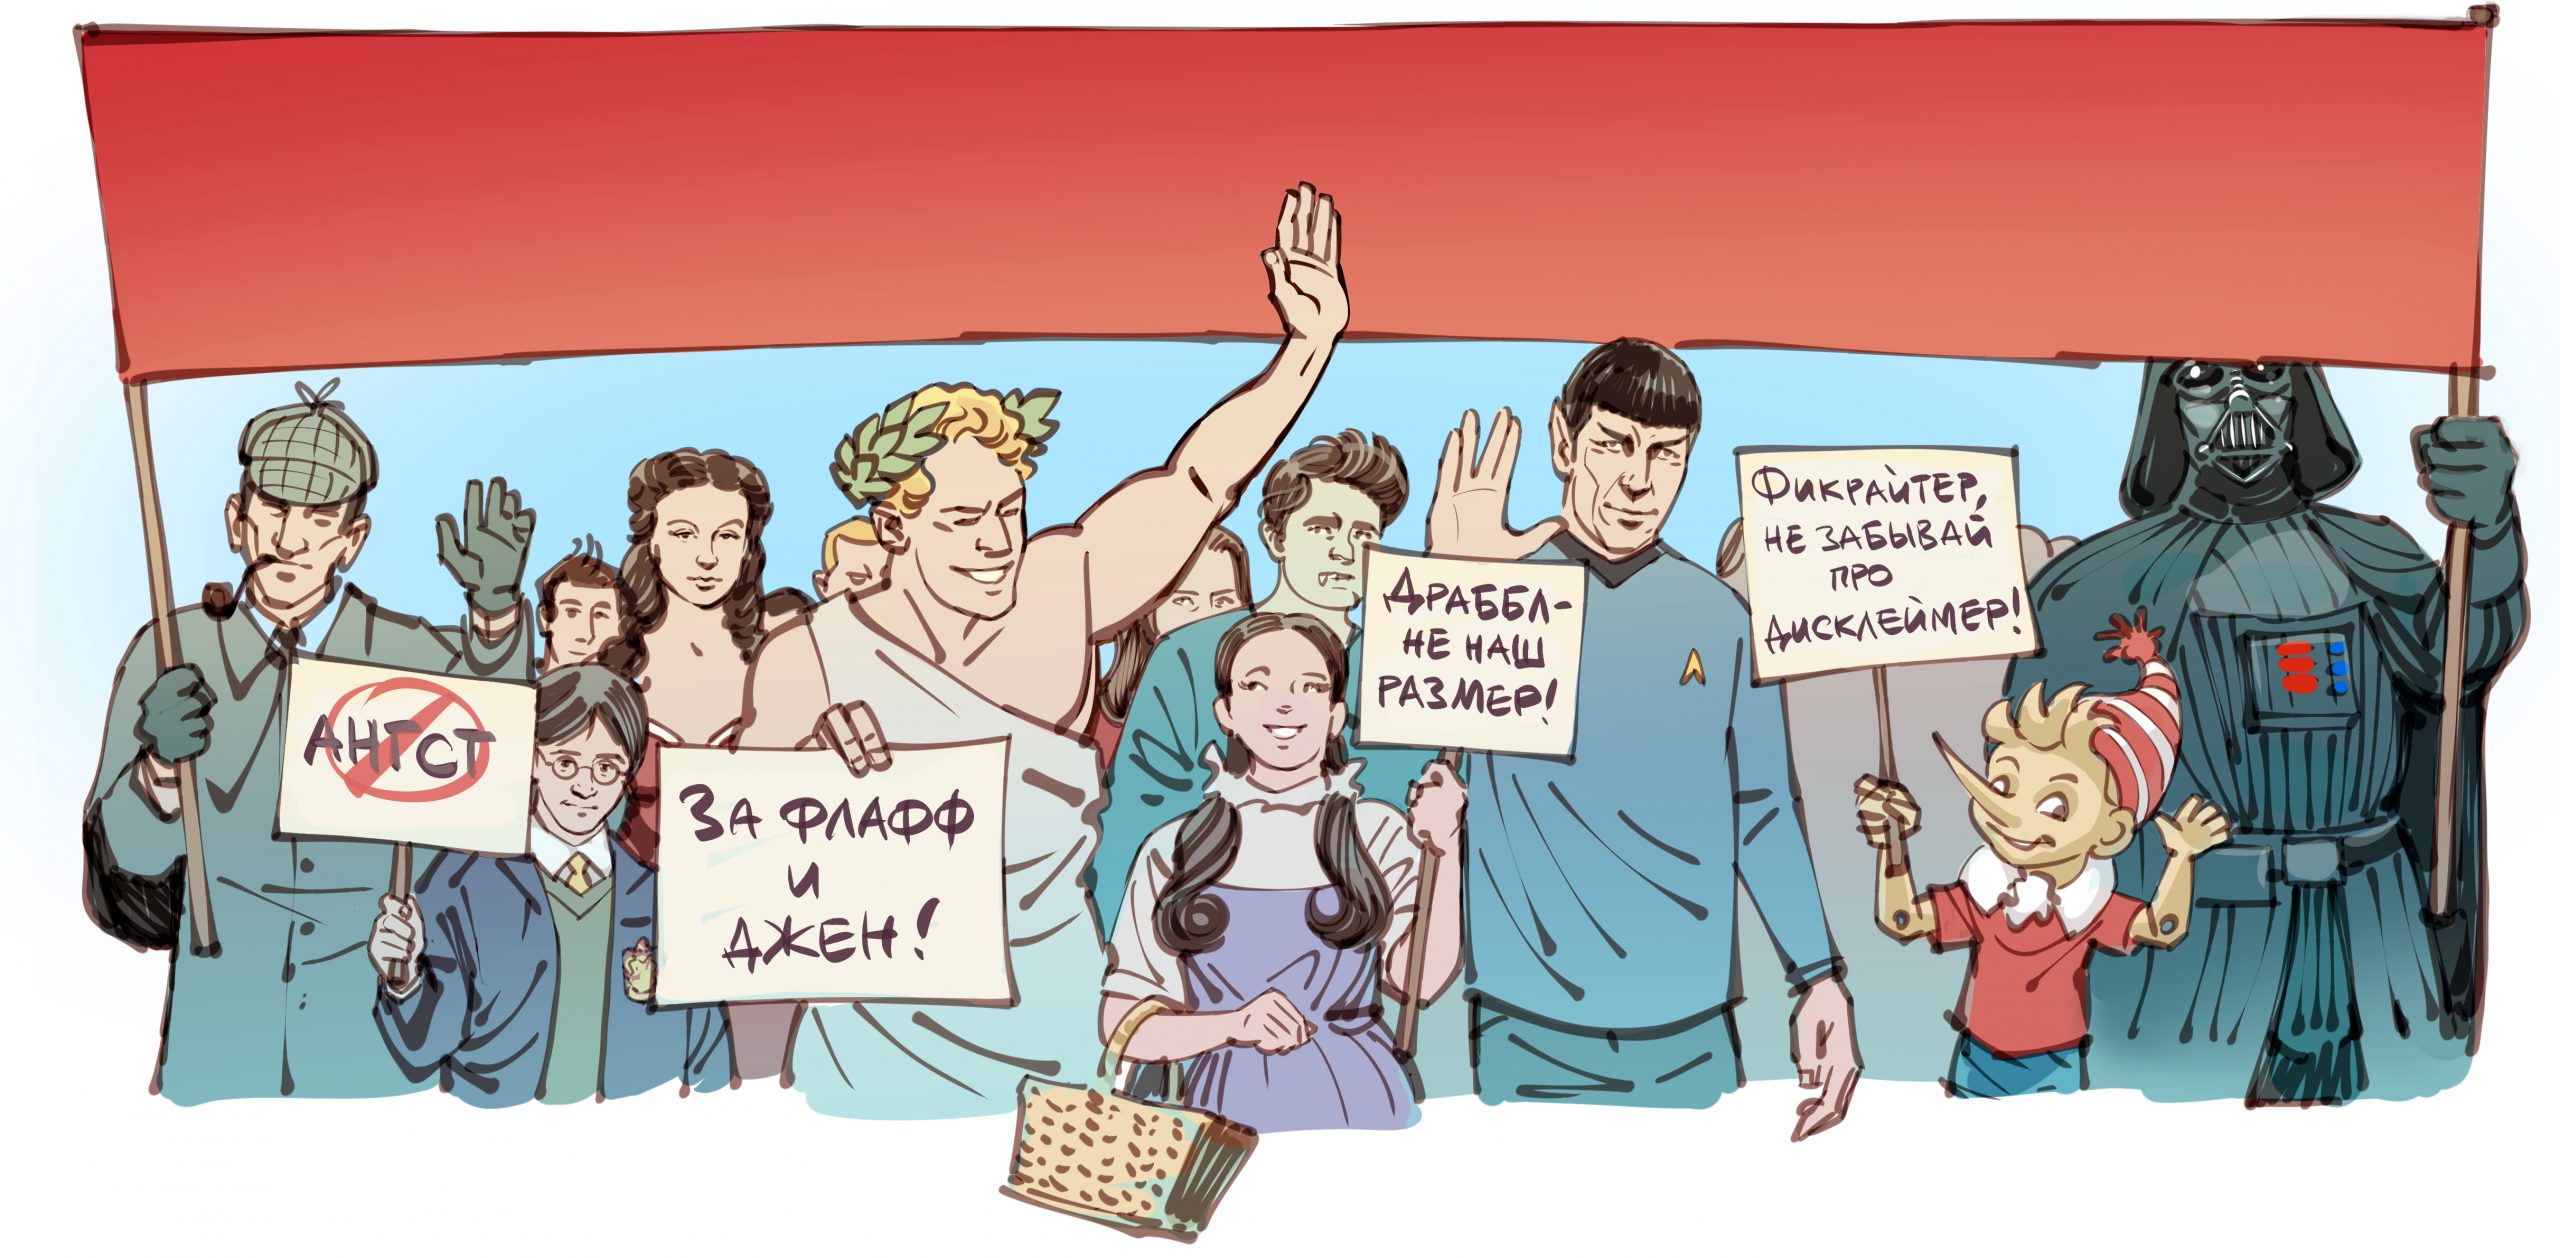 АНГСТ
ЗА ФЛАФФ
И
ДЖЕН!
ДРАББЛ-
НЕ НАШ
РАЗМЕР!
ФИКРАЙТЕР,
НЕ ЗАБЫВАЙ
ПРО
ДИСКЛЕЙМЕР!